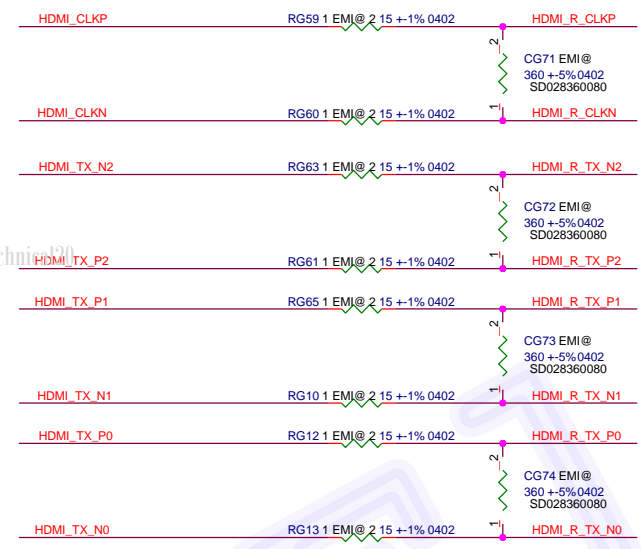 HDMI_CLKP RG59 1 EMI@ 2 15 +-1% 0402 HDMI_R_CLKP
2
CG71 EMI@
360 +-5% 0402
SD028360080
1
HDMI_CLKN RG60 1 EMI@ 2 15 +-1% 0402 HDMI_R_CLKN
HDMI_TX_N2 RG63 1 EMI@ 2 15 +-1% 0402 HDMI_R_TX_N2
2
CG72 EMI@
360 +-5% 0402
SD028360080
1
HDMI_TX_P2 RG61 1 EMI@ 2 15 +-1% 0402 HDMI_R_TX_P2
HDMI_TX_P1 RG65 1 EMI@ 2 15 +-1% 0402 HDMI_R_TX_P1
2
CG73 EMI@
360 +-5% 0402
SD028360080
1
HDMI_TX_N1 RG10 1 EMI@ 2 15 +-1% 0402 HDMI_R_TX_N1
HDMI_TX_P0 RG12 1 EMI@ 2 15 +-1% 0402 HDMI_R_TX_P0
2
CG74 EMI@
360 +-5% 0402
SD028360080
1
HDMI_TX_N0 RG13 1 EMI@ 2 15 +-1% 0402 HDMI_R_TX_N0